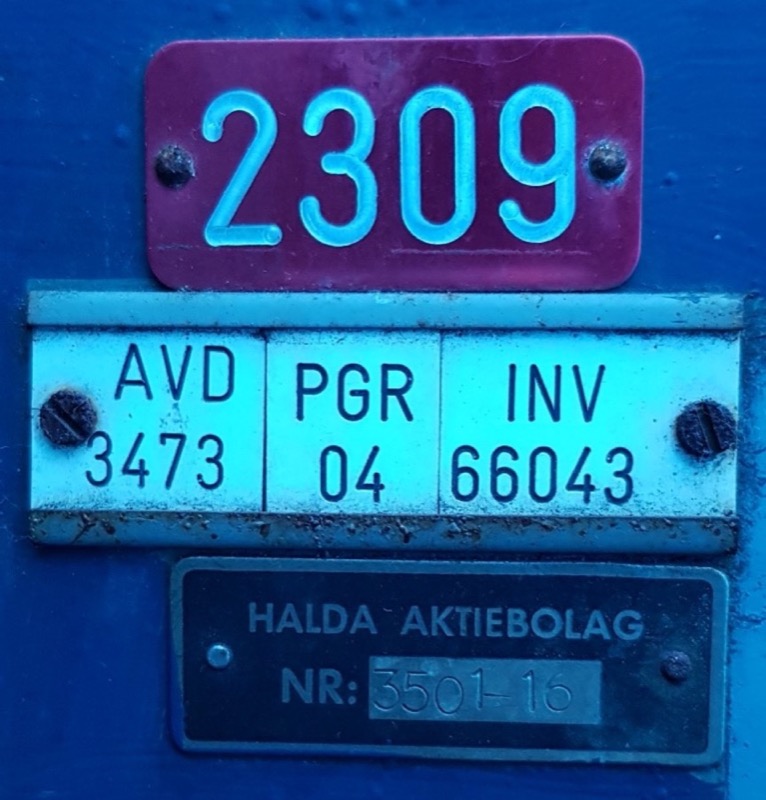 2309
AVD PGR INV
3473 04 66043
HALDA AKTIEBOLAG
NR: 3501-16